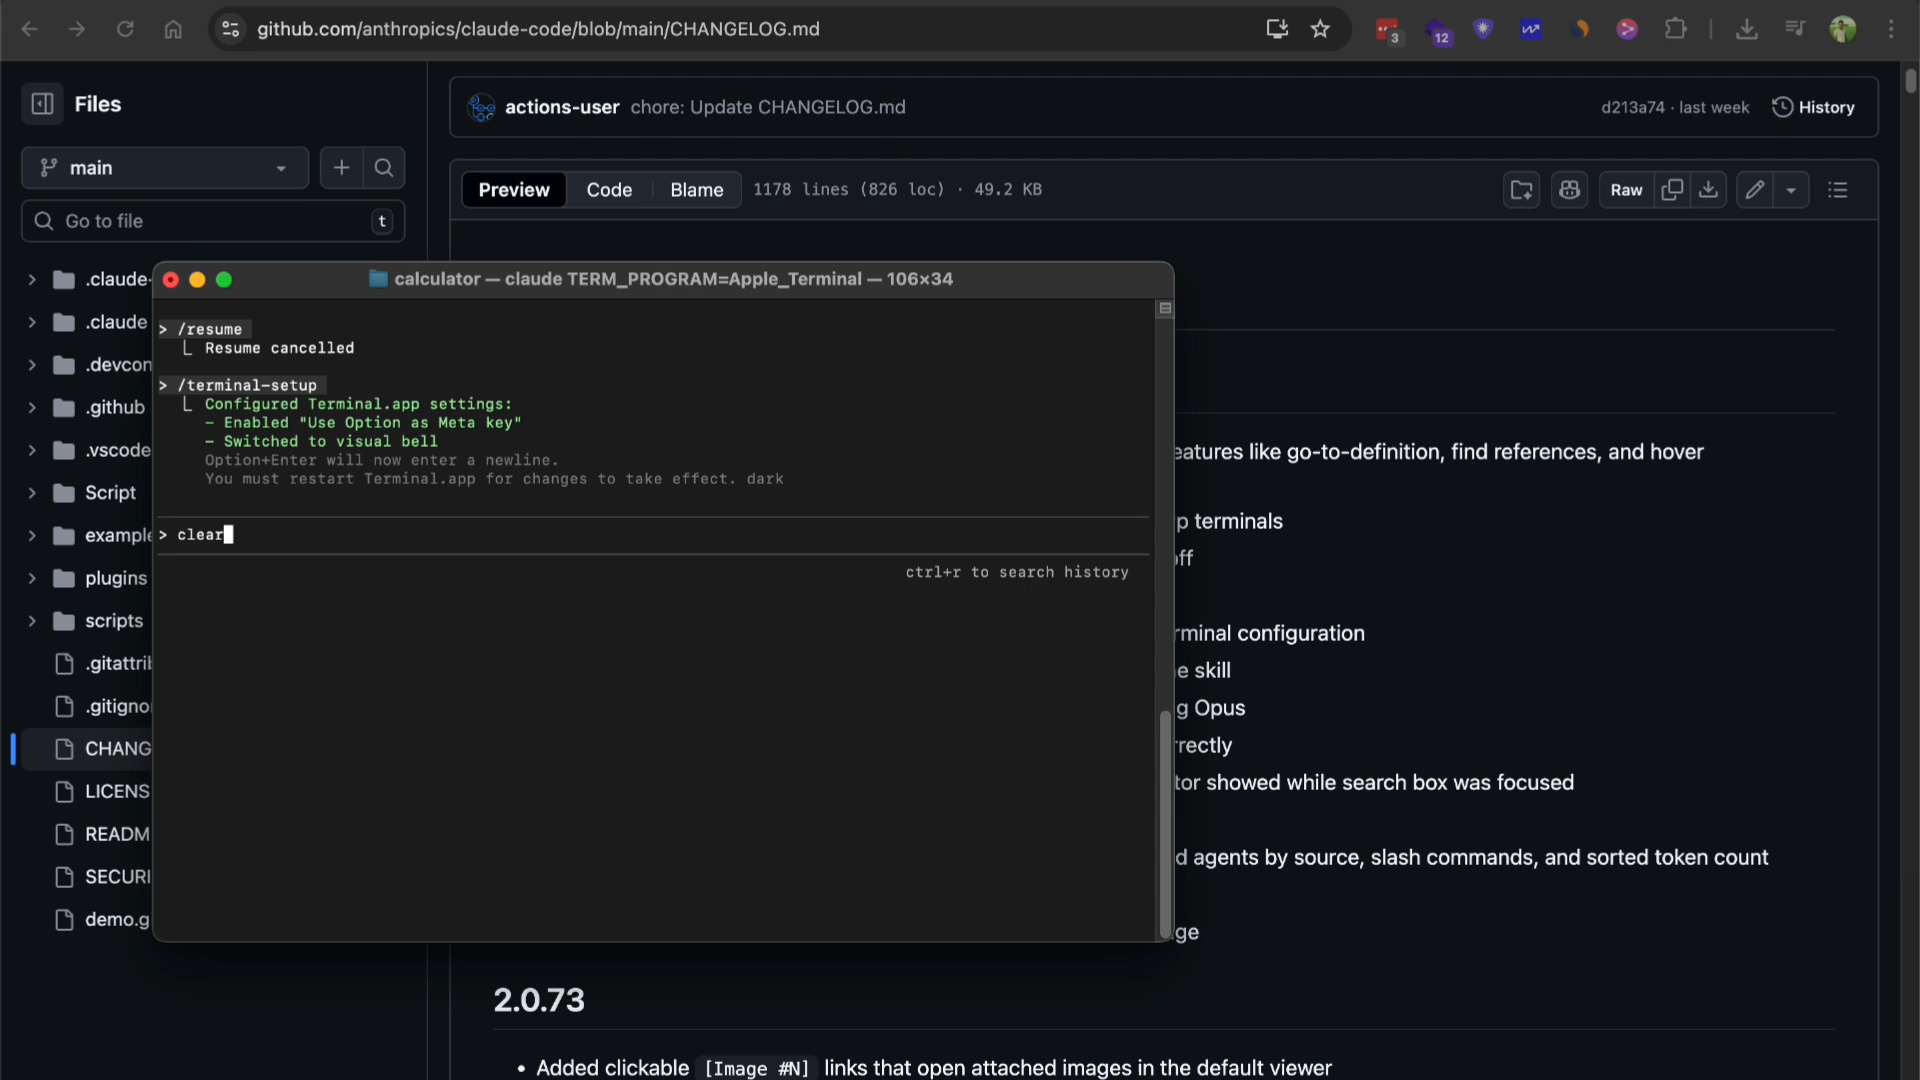 github.com/anthropics/claude-code/blob/main/CHANGELOG.md
3
12
Files
main
Go to file
t
.claude-
.claude
.devcon
.github
.vscode
Script
example
plugins
scripts
.gitattrib
.gitigno
CHANG
LICENS
READM
SECURI
demo.g
actions-user chore: Update CHANGELOG.md
d213a74 · last week
History
Preview
Code
Blame
1178 lines (826 loc) · 49.2 KB
Raw
calculator — claude TERM_PROGRAM=Apple_Terminal — 106×34
> /resume
⎿ Resume cancelled
> /terminal-setup
⎿ Configured Terminal.app settings:
- Enabled "Use Option as Meta key"
- Switched to visual bell
Option+Enter will now enter a newline.
You must restart Terminal.app for changes to take effect. dark
> clear
ctrl+r to search history
eatures like go-to-definition, find references, and hover
p terminals
off
rminal configuration
e skill
g Opus
rrectly
tor showed while search box was focused
d agents by source, slash commands, and sorted token count
ge
2.0.73
• Added clickable [Image #N] links that open attached images in the default viewer